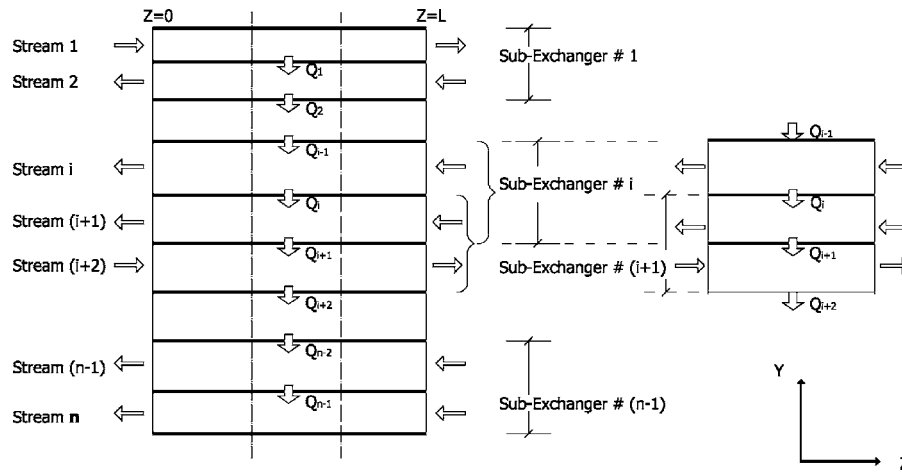 Z=0
Z=L
Stream 1
Q1
Sub-Exchanger # 1
Stream 2
Q2
Qi-1
Qi-1
Stream i
Sub-Exchanger # i
Qi
Qi
Stream (i+1)
Qi+1
Qi+1
Stream (i+2)
Sub-Exchanger # (i+1)
Qi+2
Qi+2
Qn-2
Stream (n-1)
Y
Qn-1
Sub-Exchanger # (n-1)
Stream n